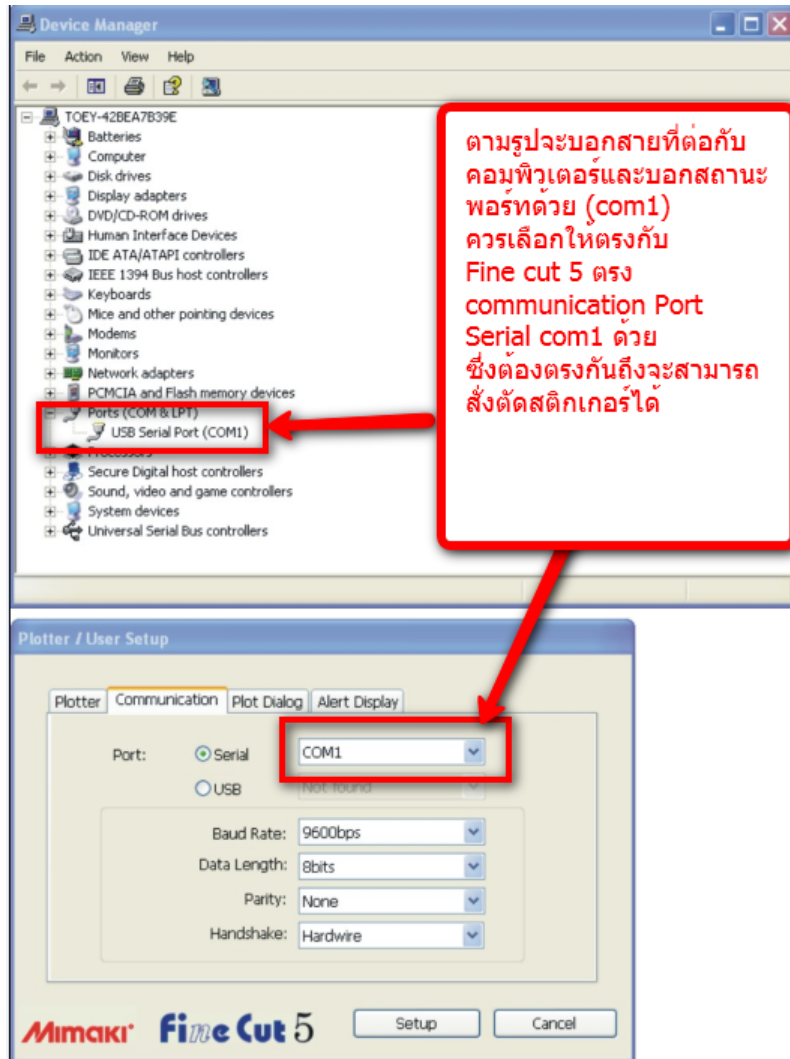 Device Manager
File Action View Help
TOEY-42BEA7B39E
Batteries
Computer
Disk drives
Display adapters
DVD/CD-ROM drives
Human Interface Devices
IDE ATA/ATAPI controllers
IEEE 1394 Bus host controllers
Keyboards
Mice and other pointing devices
Modems
Monitors
Network adapters
PCMCIA and Flash memory devices
Ports (COM & LPT)
USB Serial Port (COM1)
Processors
Secure Digital host controllers
Sound, video and game controllers
System devices
Universal Serial Bus controllers
ตามรูปจะบอกสายที่ต่อกับ
คอมพิวเตอร์และบอกสถานะ
พอร์ทด้วย (com1)
ควรเลือกให้ตรงกับ
Fine cut 5 ตรง
communication Port
Serial com1 ด้วย
ซึ่งต้องตรงกันถึงจะสามารถ
สั่งตัดสติกเกอร์ได้
Plotter / User Setup
Plotter Communication Plot Dialog Alert Display
Port: Serial COM1
USB Not found
Baud Rate: 9600bps
Data Length: 8bits
Parity: None
Handshake: Hardwire
Mimaki Fine Cut 5 Setup Cancel